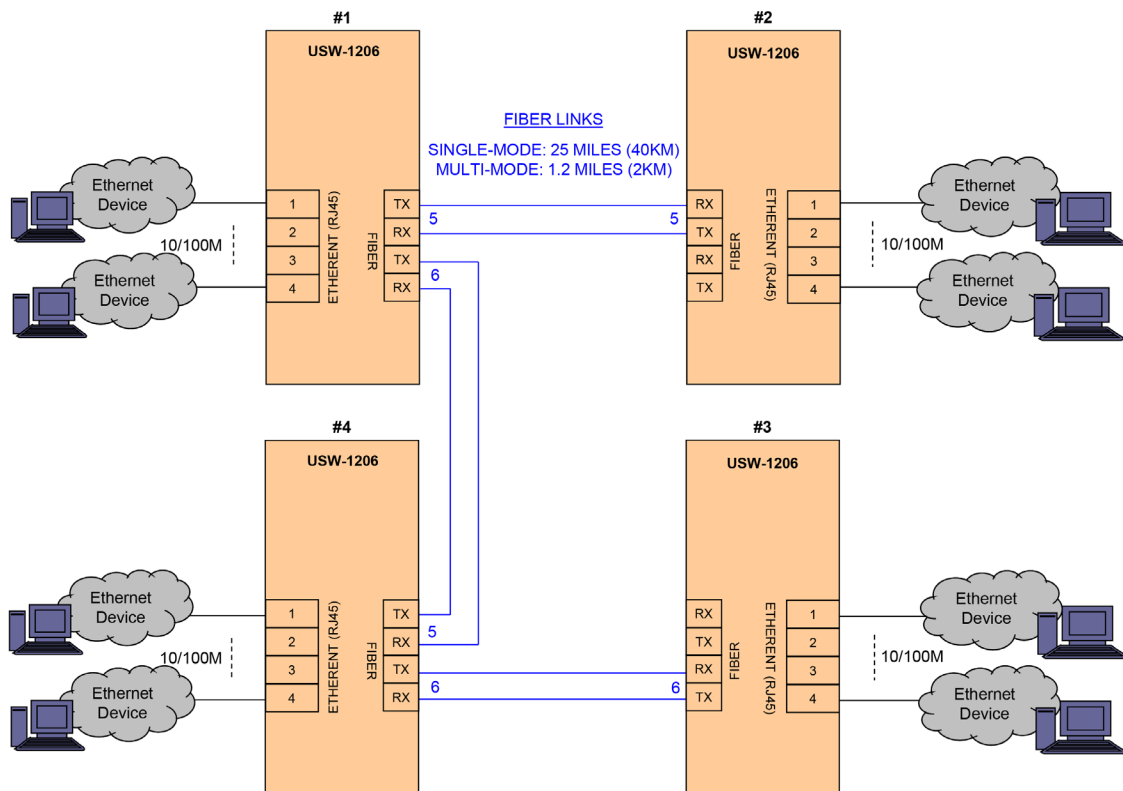 #1
USW-1206
#2
USW-1206
FIBER LINKS
SINGLE-MODE: 25 MILES (40KM)
MULTI-MODE: 1.2 MILES (2KM)
Ethernet
Device
10/100M
Ethernet
Device
1
2
3
4
ETHERENT (RJ45)
FIBER
TX
RX
TX
RX
5
6
5
RX
TX
RX
TX
FIBER
ETHERENT (RJ45)
1
2
3
4
Ethernet
Device
10/100M
Ethernet
Device
#4
USW-1206
#3
USW-1206
Ethernet
Device
10/100M
Ethernet
Device
1
2
3
4
ETHERENT (RJ45)
FIBER
TX
RX
TX
RX
5
6
6
RX
TX
RX
TX
FIBER
ETHERENT (RJ45)
1
2
3
4
Ethernet
Device
10/100M
Ethernet
Device